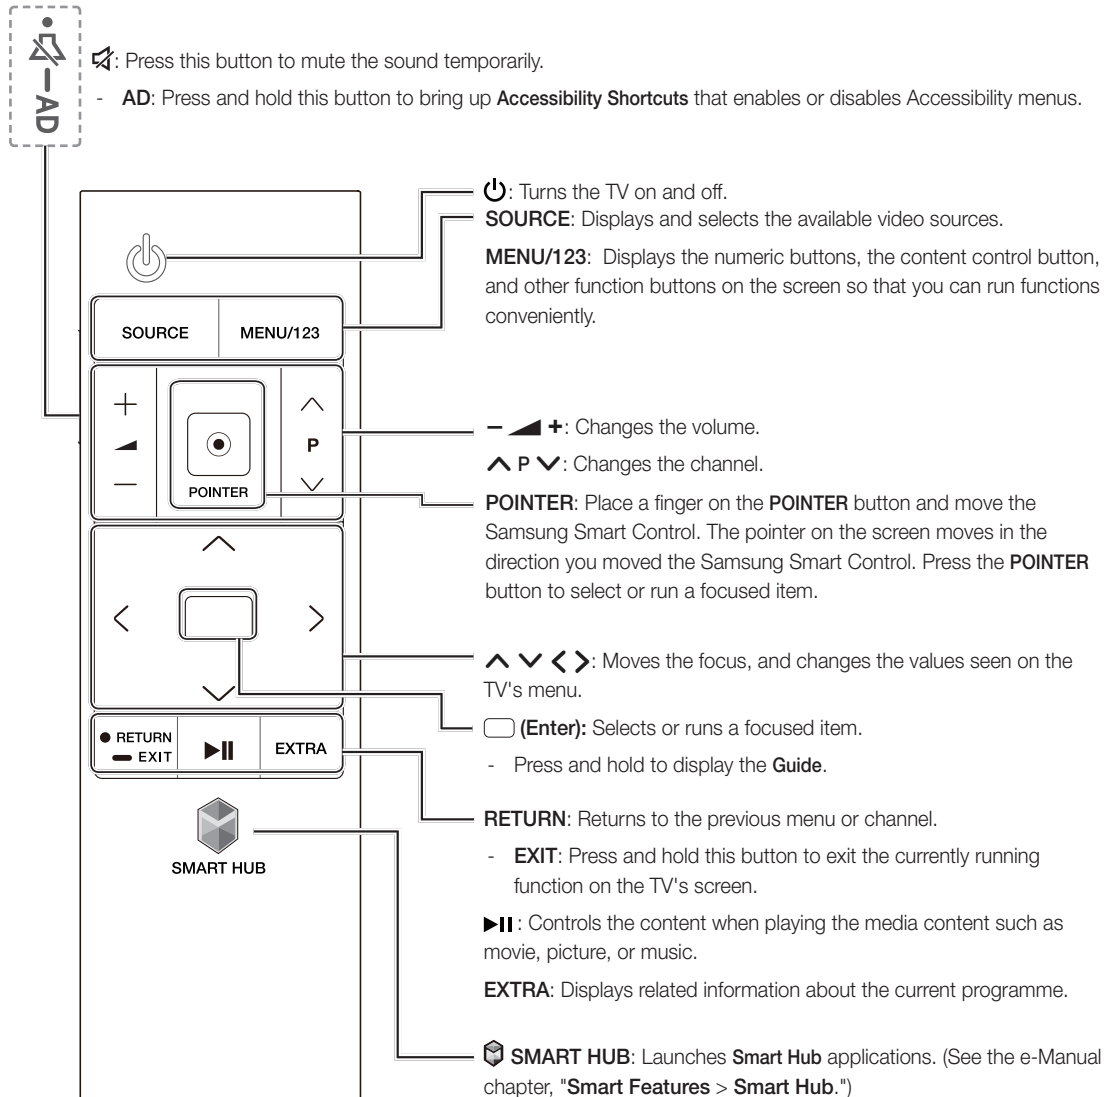 AD
: Press this button to mute the sound temporarily.
- AD: Press and hold this button to bring up Accessibility Shortcuts that enables or disables Accessibility menus.
: Turns the TV on and off.
SOURCE: Displays and selects the available video sources.
MENU/123: Displays the numeric buttons, the content control button,
and other function buttons on the screen so that you can run functions
conveniently.
SOURCE
MENU/123
P
POINTER
− +: Changes the volume.
P : Changes the channel.
POINTER: Place a finger on the POINTER button and move the
Samsung Smart Control. The pointer on the screen moves in the
direction you moved the Samsung Smart Control. Press the POINTER
button to select or run a focused item.
: Moves the focus, and changes the values seen on the
TV's menu.
(Enter): Selects or runs a focused item.
- Press and hold to display the Guide.
RETURN
EXIT
EXTRA
SMART HUB
RETURN: Returns to the previous menu or channel.
- EXIT: Press and hold this button to exit the currently running
function on the TV's screen.
: Controls the content when playing the media content such as
movie, picture, or music.
EXTRA: Displays related information about the current programme.
SMART HUB: Launches Smart Hub applications. (See the e-Manual
chapter, "Smart Features > Smart Hub.")